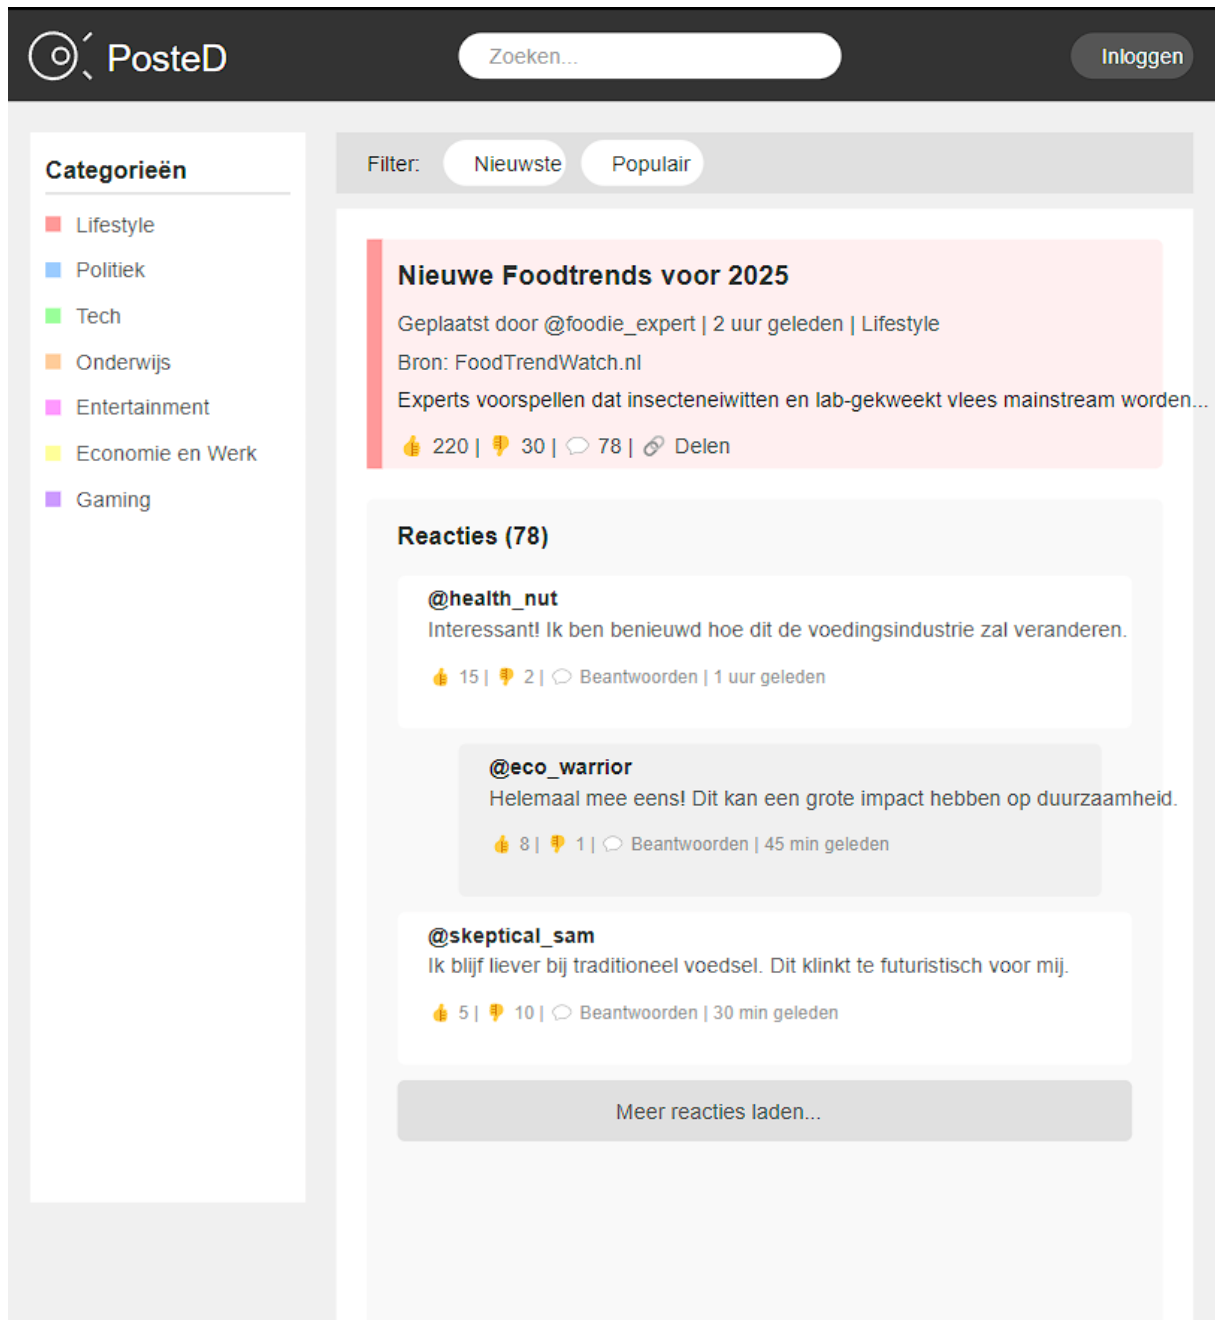 PosteD
Zoeken...
Inloggen
Categorieën
Lifestyle
Politiek
Tech
Onderwijs
Entertainment
Economie en Werk
Gaming
Filter: Nieuwste Populair
Nieuwe Foodtrends voor 2025
Geplaatst door @foodie_expert | 2 uur geleden | Lifestyle
Bron: FoodTrendWatch.nl
Experts voorspellen dat insecteneiwitten en lab-gekweekt vlees mainstream worden...
👍 220 | 👎 30 | 💬 78 | 🔗 Delen
Reacties (78)
@health_nut
Interessant! Ik ben benieuwd hoe dit de voedingsindustrie zal veranderen.
👍 15 | 👎 2 | 💬 Beantwoorden | 1 uur geleden
@eco_warrior
Helemaal mee eens! Dit kan een grote impact hebben op duurzaamheid.
👍 8 | 👎 1 | 💬 Beantwoorden | 45 min geleden
@skeptical_sam
Ik blijf liever bij traditioneel voedsel. Dit klinkt te futuristisch voor mij.
👍 5 | 👎 10 | 💬 Beantwoorden | 30 min geleden
Meer reacties laden...